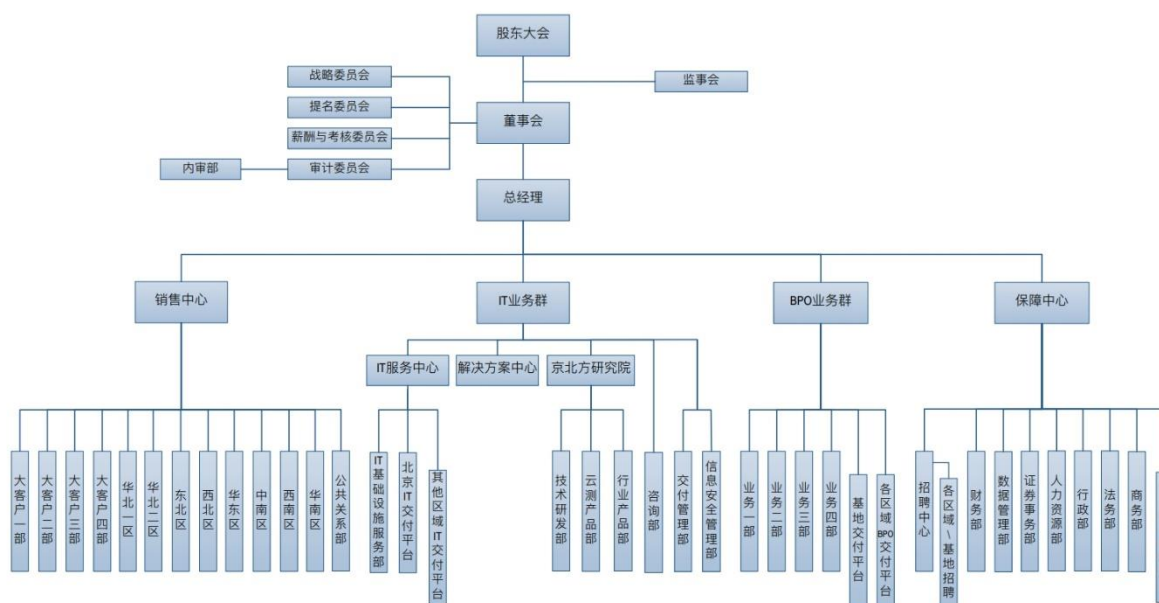 股东大会
监事会
战略委员会
提名委员会
董事会
薪酬与考核委员会
内审部
审计委员会
总经理
销售中心
IT业务群
BPO业务群
保障中心
IT服务中心
解决方案中心
京北方研究院
大客户一部
大客户二部
大客户三部
大客户四部
华北一区
华北二区
东北区
西北区
华东区
中南区
西南区
华南区
公共关系部
IT基础设施服务部
北京IT交付平台
其他区域IT交付平台
技术研发部
云测产品部
行业产品部
咨询部
交付管理部
信息安全管理部
业务一部
业务二部
业务三部
业务四部
基地交付平台
各区域BPO交付平台
招聘中心
各区域\基地招聘
财务部
数据管理部
证券事务部
人力资源部
行政部
法务部
商务部